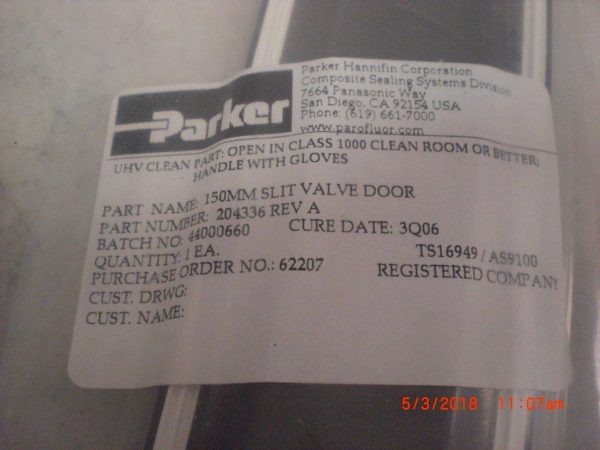 Parker
Parker Hannifin Corporation
Composite Sealing Systems Division
7664 Panasonic Way
San Diego, CA 92154 USA
Phone: (619) 661-7000
www.parofluor.com
UHV CLEAN PART: OPEN IN CLASS 1000 CLEAN ROOM OR BETTER;
HANDLE WITH GLOVES
PART NAME: 150MM SLIT VALVE DOOR
PART NUMBER: 204336 REV A
BATCH NO: 44000660 CURE DATE: 3Q06
QUANTITY: 1 EA. TS16949 / AS9100
PURCHASE ORDER NO.: 62207 REGISTERED COMPANY
CUST. DRWG:
CUST. NAME:
5/3/2018 11:07am